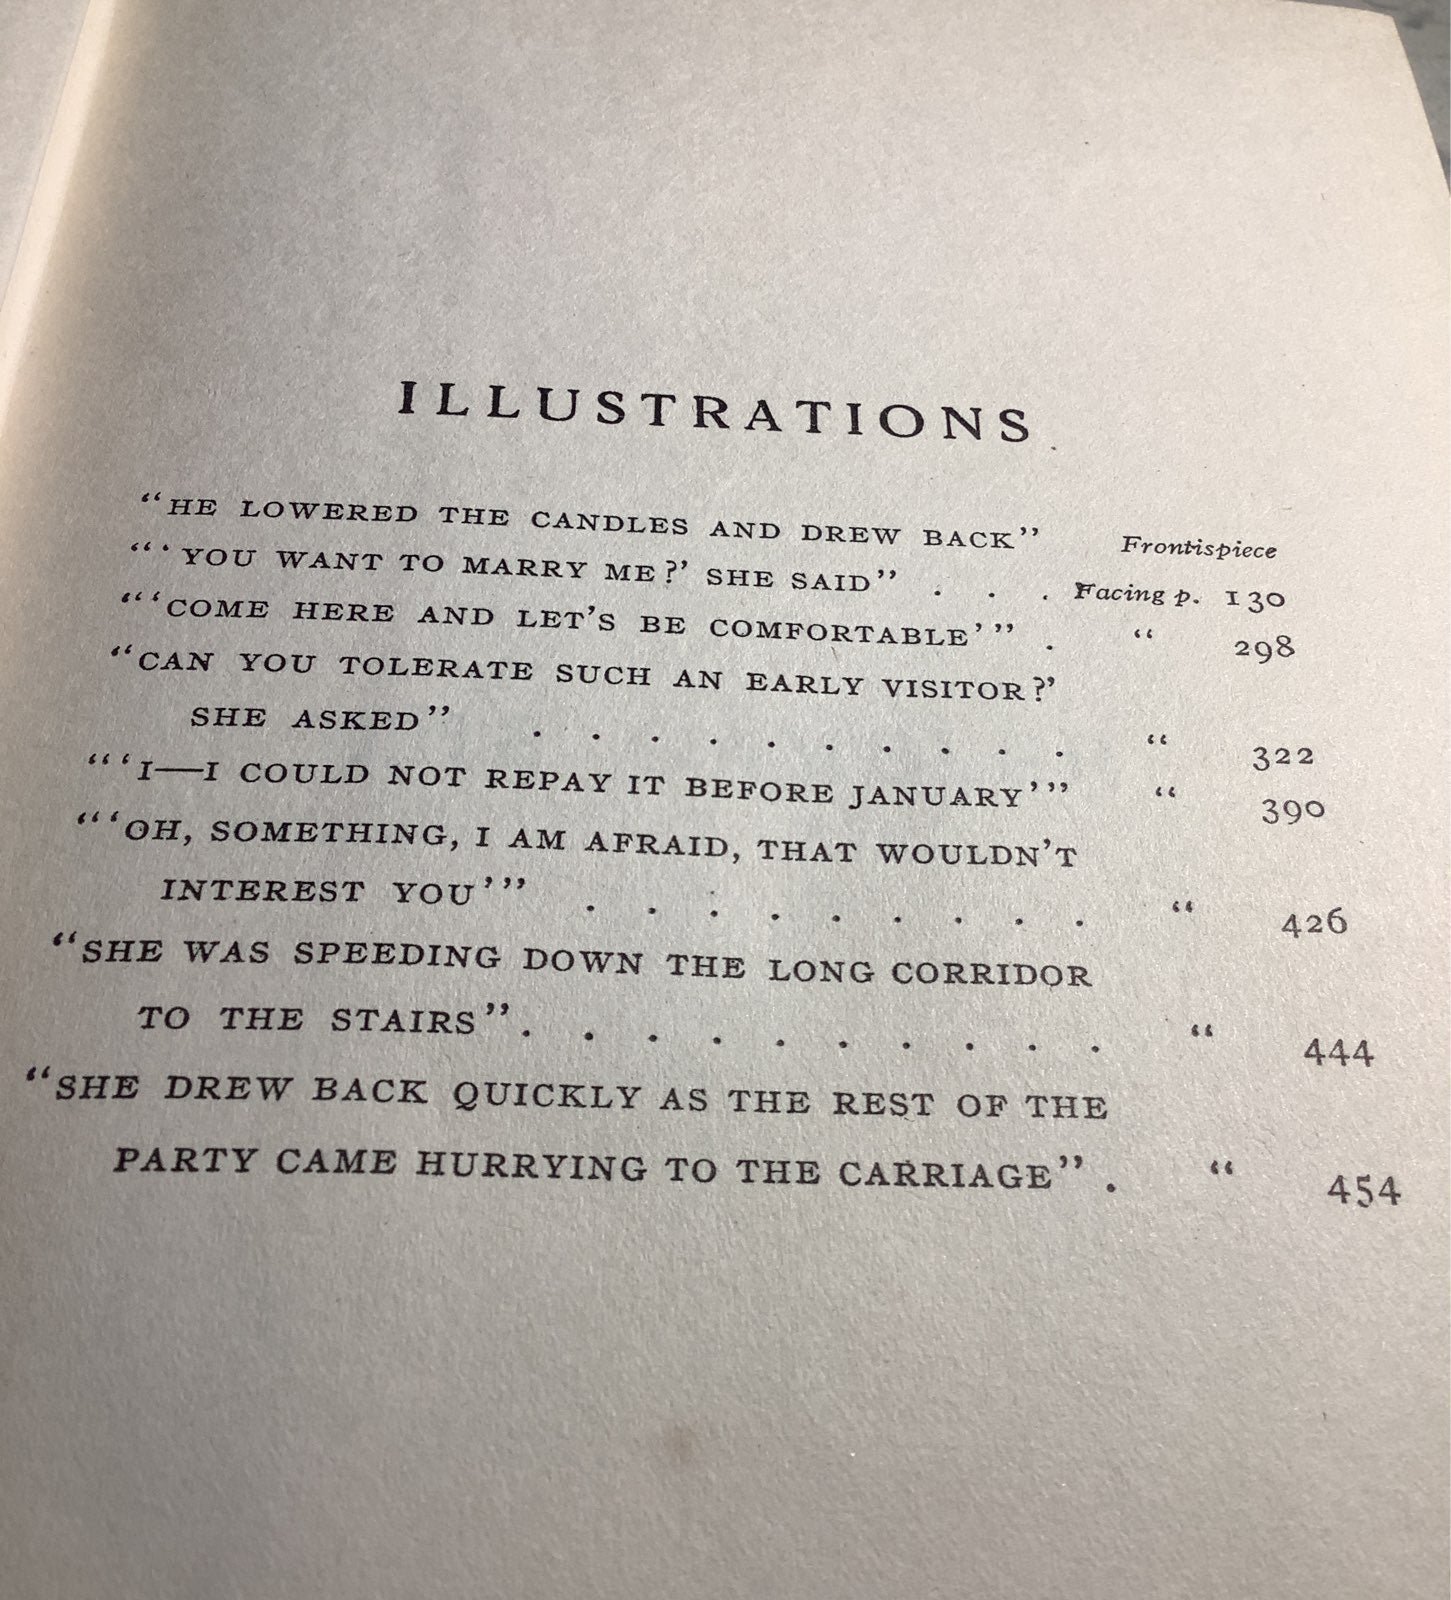 ILLUSTRATIONS
"HE LOWERED THE CANDLES AND DREW BACK" Frontispiece
"'YOU WANT TO MARRY ME?' SHE SAID" . . . Facing p. 130
"'COME HERE AND LET'S BE COMFORTABLE'" . " 298
"CAN YOU TOLERATE SUCH AN EARLY VISITOR?'
SHE ASKED" . . . . . . . . . . " 322
"'I—I COULD NOT REPAY IT BEFORE JANUARY'" " 390
"'OH, SOMETHING, I AM AFRAID, THAT WOULDN'T
INTEREST YOU'" . . . . . . . . . " 426
"SHE WAS SPEEDING DOWN THE LONG CORRIDOR
TO THE STAIRS" . . . . . . . . . . " 444
"SHE DREW BACK QUICKLY AS THE REST OF THE
PARTY CAME HURRYING TO THE CARRIAGE" . " 454